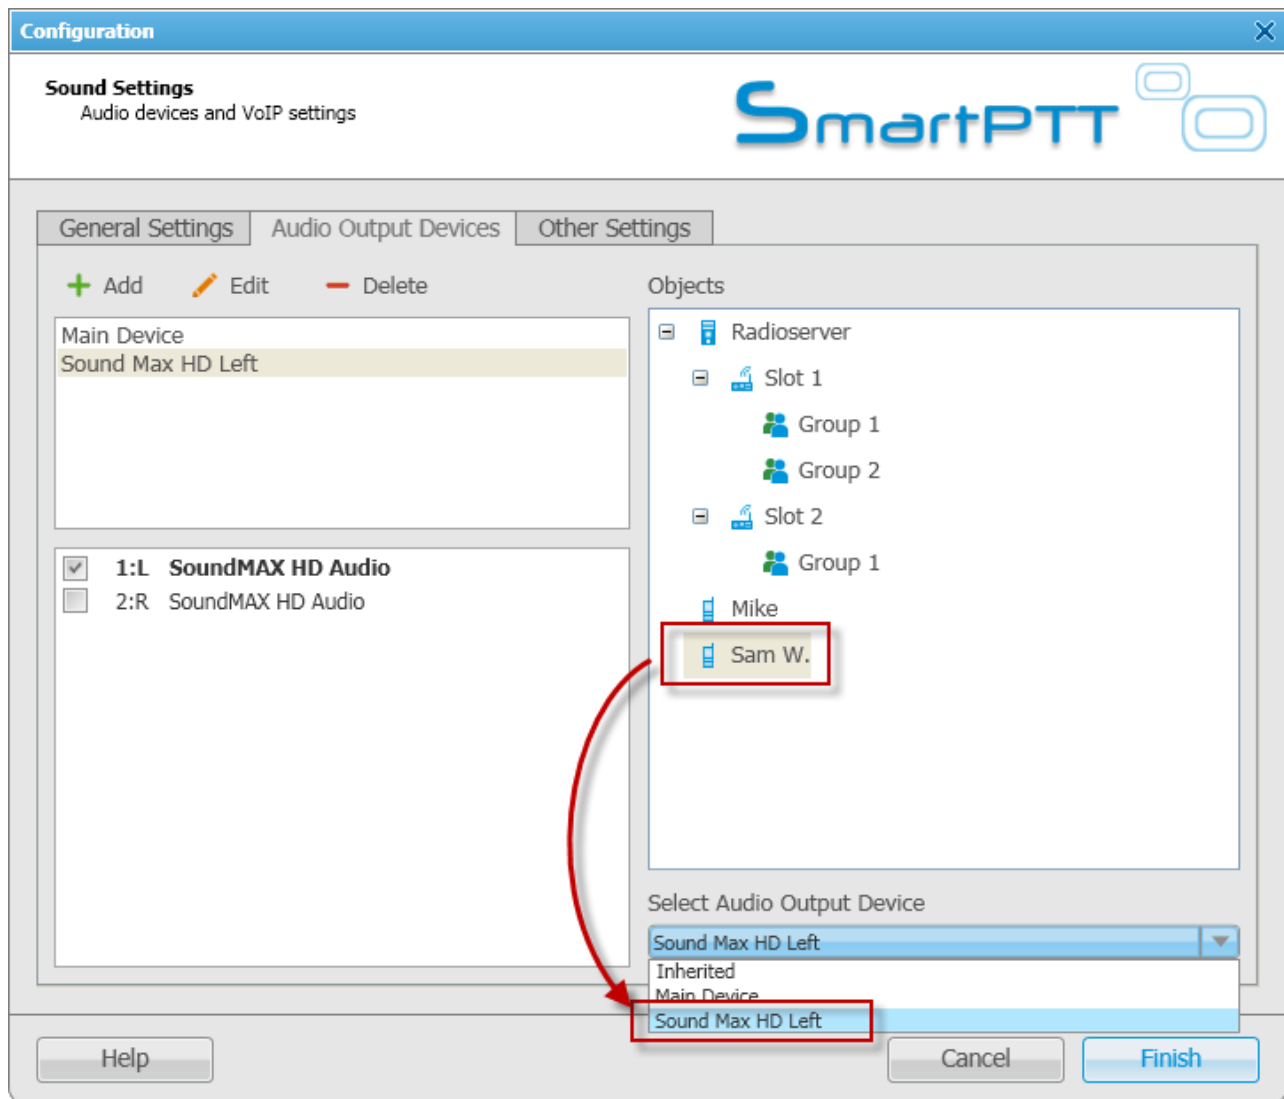 Configuration
Sound Settings
Audio devices and VoIP settings
SmartPTT
General Settings
Audio Output Devices
Other Settings
Add
Edit
Delete
Main Device
Sound Max HD Left
1:L SoundMAX HD Audio
2:R SoundMAX HD Audio
Objects
Radioserver
Slot 1
Group 1
Group 2
Slot 2
Group 1
Mike
Sam W.
Select Audio Output Device
Sound Max HD Left
Inherited
Main Device
Sound Max HD Left
Help
Cancel
Finish